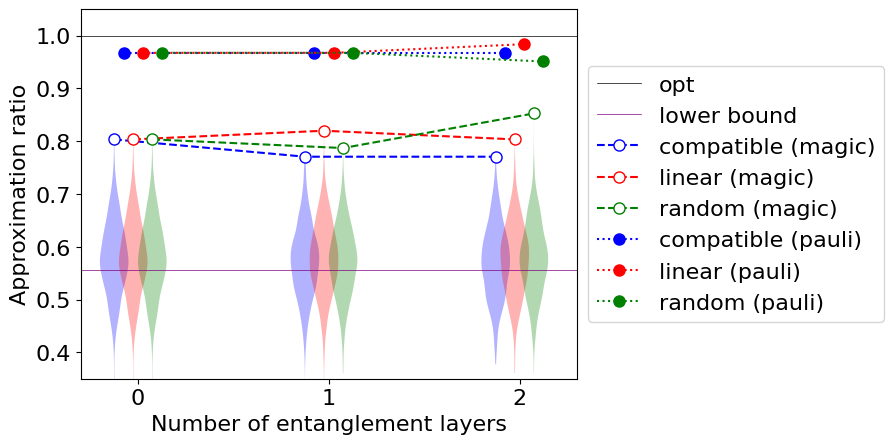 1.0
0.9
0.8
0.7
0.6
0.5
0.4
Approximation ratio
0
1
2
Number of entanglement layers
opt
lower bound
compatible (magic)
linear (magic)
random (magic)
compatible (pauli)
linear (pauli)
random (pauli)